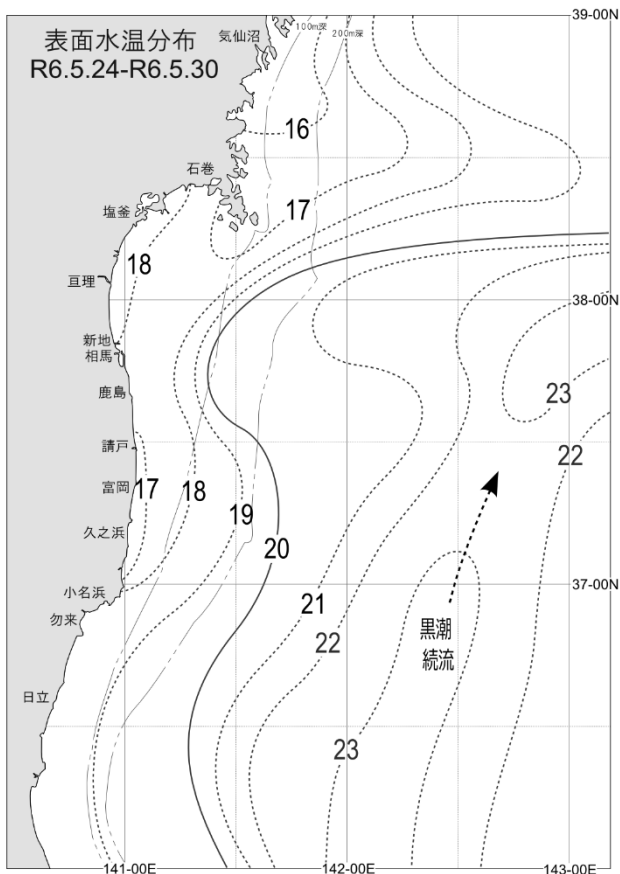 表面水温分布
R6.5.24-R6.5.30
気仙沼
100m深
200m深
39-00N
16
石巻
塩釜
17
18
亘理
38-00N
新地
相馬
鹿島
23
請戸
22
富岡
17
18
19
久之浜
20
小名浜
21
37-00N
勿来
22
黒潮
続流
日立
23
141-00E
142-00E
143-00E